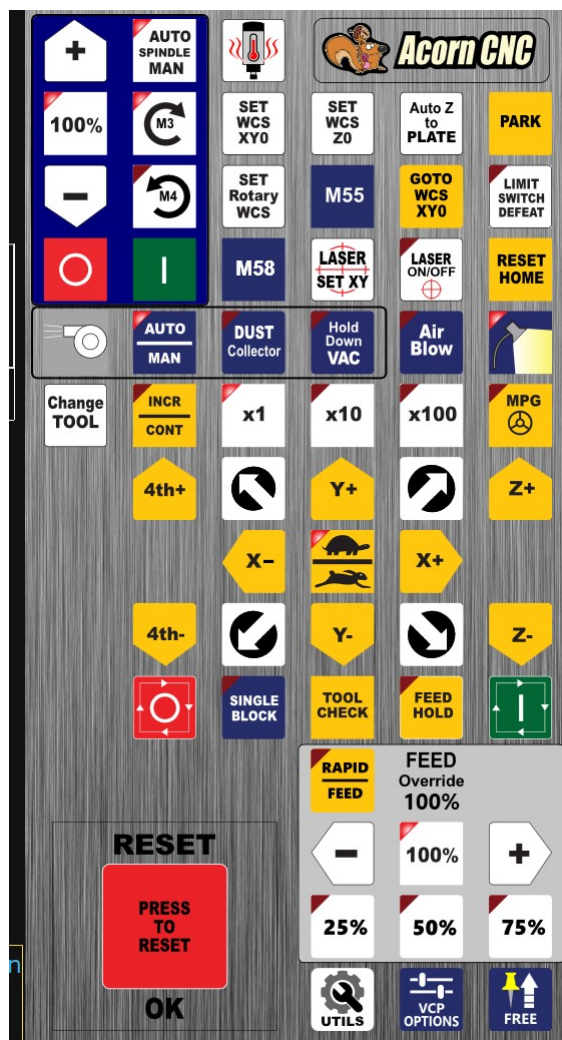 +
AUTO
SPINDLE
MAN
Acorn CNC
100%
M3
SET
WCS
XY0
SET
WCS
Z0
Auto Z
to
PLATE
PARK
-
M4
SET
Rotary
WCS
M55
GOTO
WCS
XY0
LIMIT
SWITCH
DEFEAT
M58
LASER
SET XY
LASER
ON/OFF
RESET
HOME
AUTO
MAN
DUST
Collector
Hold
Down
VAC
Air
Blow
Change
TOOL
INCR
CONT
x1
x10
x100
MPG
4th+
Y+
Z+
X-
X+
4th-
Y-
Z-
SINGLE
BLOCK
TOOL
CHECK
FEED
HOLD
RAPID
FEED
FEED
Override
100%
RESET
-
100%
+
PRESS
TO
RESET
25%
50%
75%
n
OK
UTILS
VCP
OPTIONS
FREE